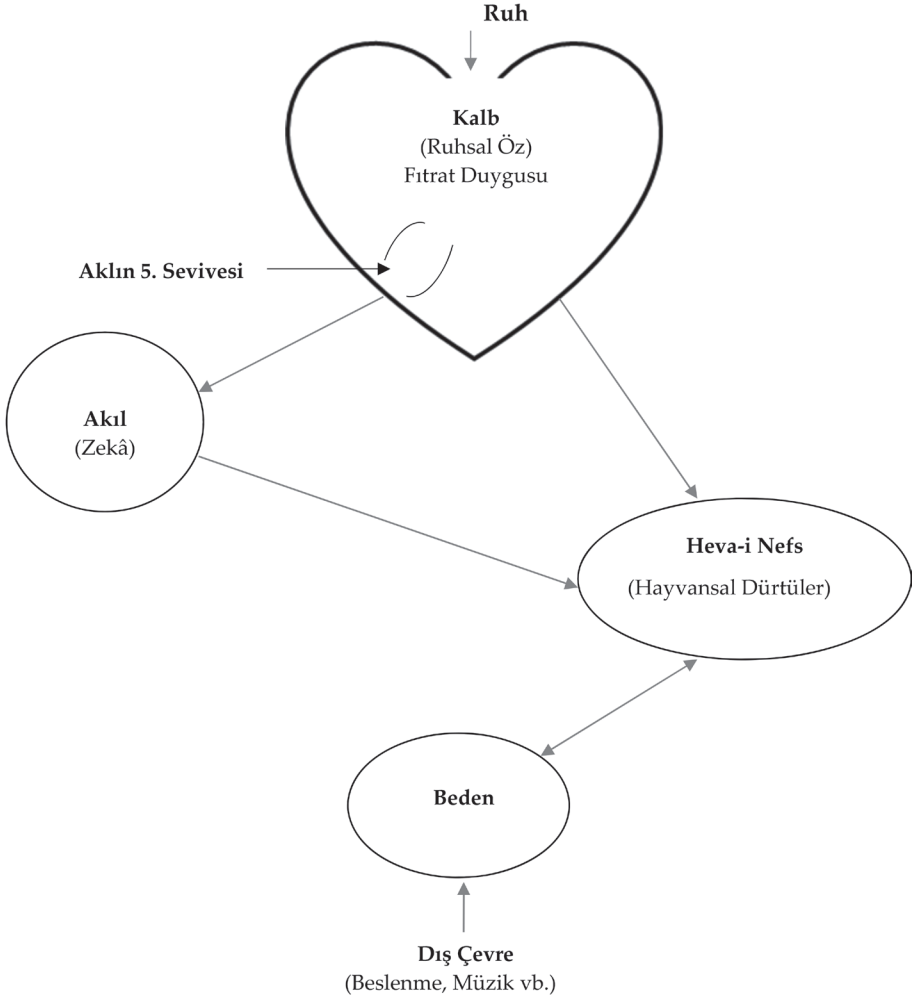 Ruh
Kalb
(Ruhsal Öz)
Fıtrat Duygusu
Aklın 5. Sevivesi
Akıl
(Zekâ)
Heva-i Nefs
(Hayvansal Dürtüler)
Beden
Dış Çevre
(Beslenme, Müzik vb.)